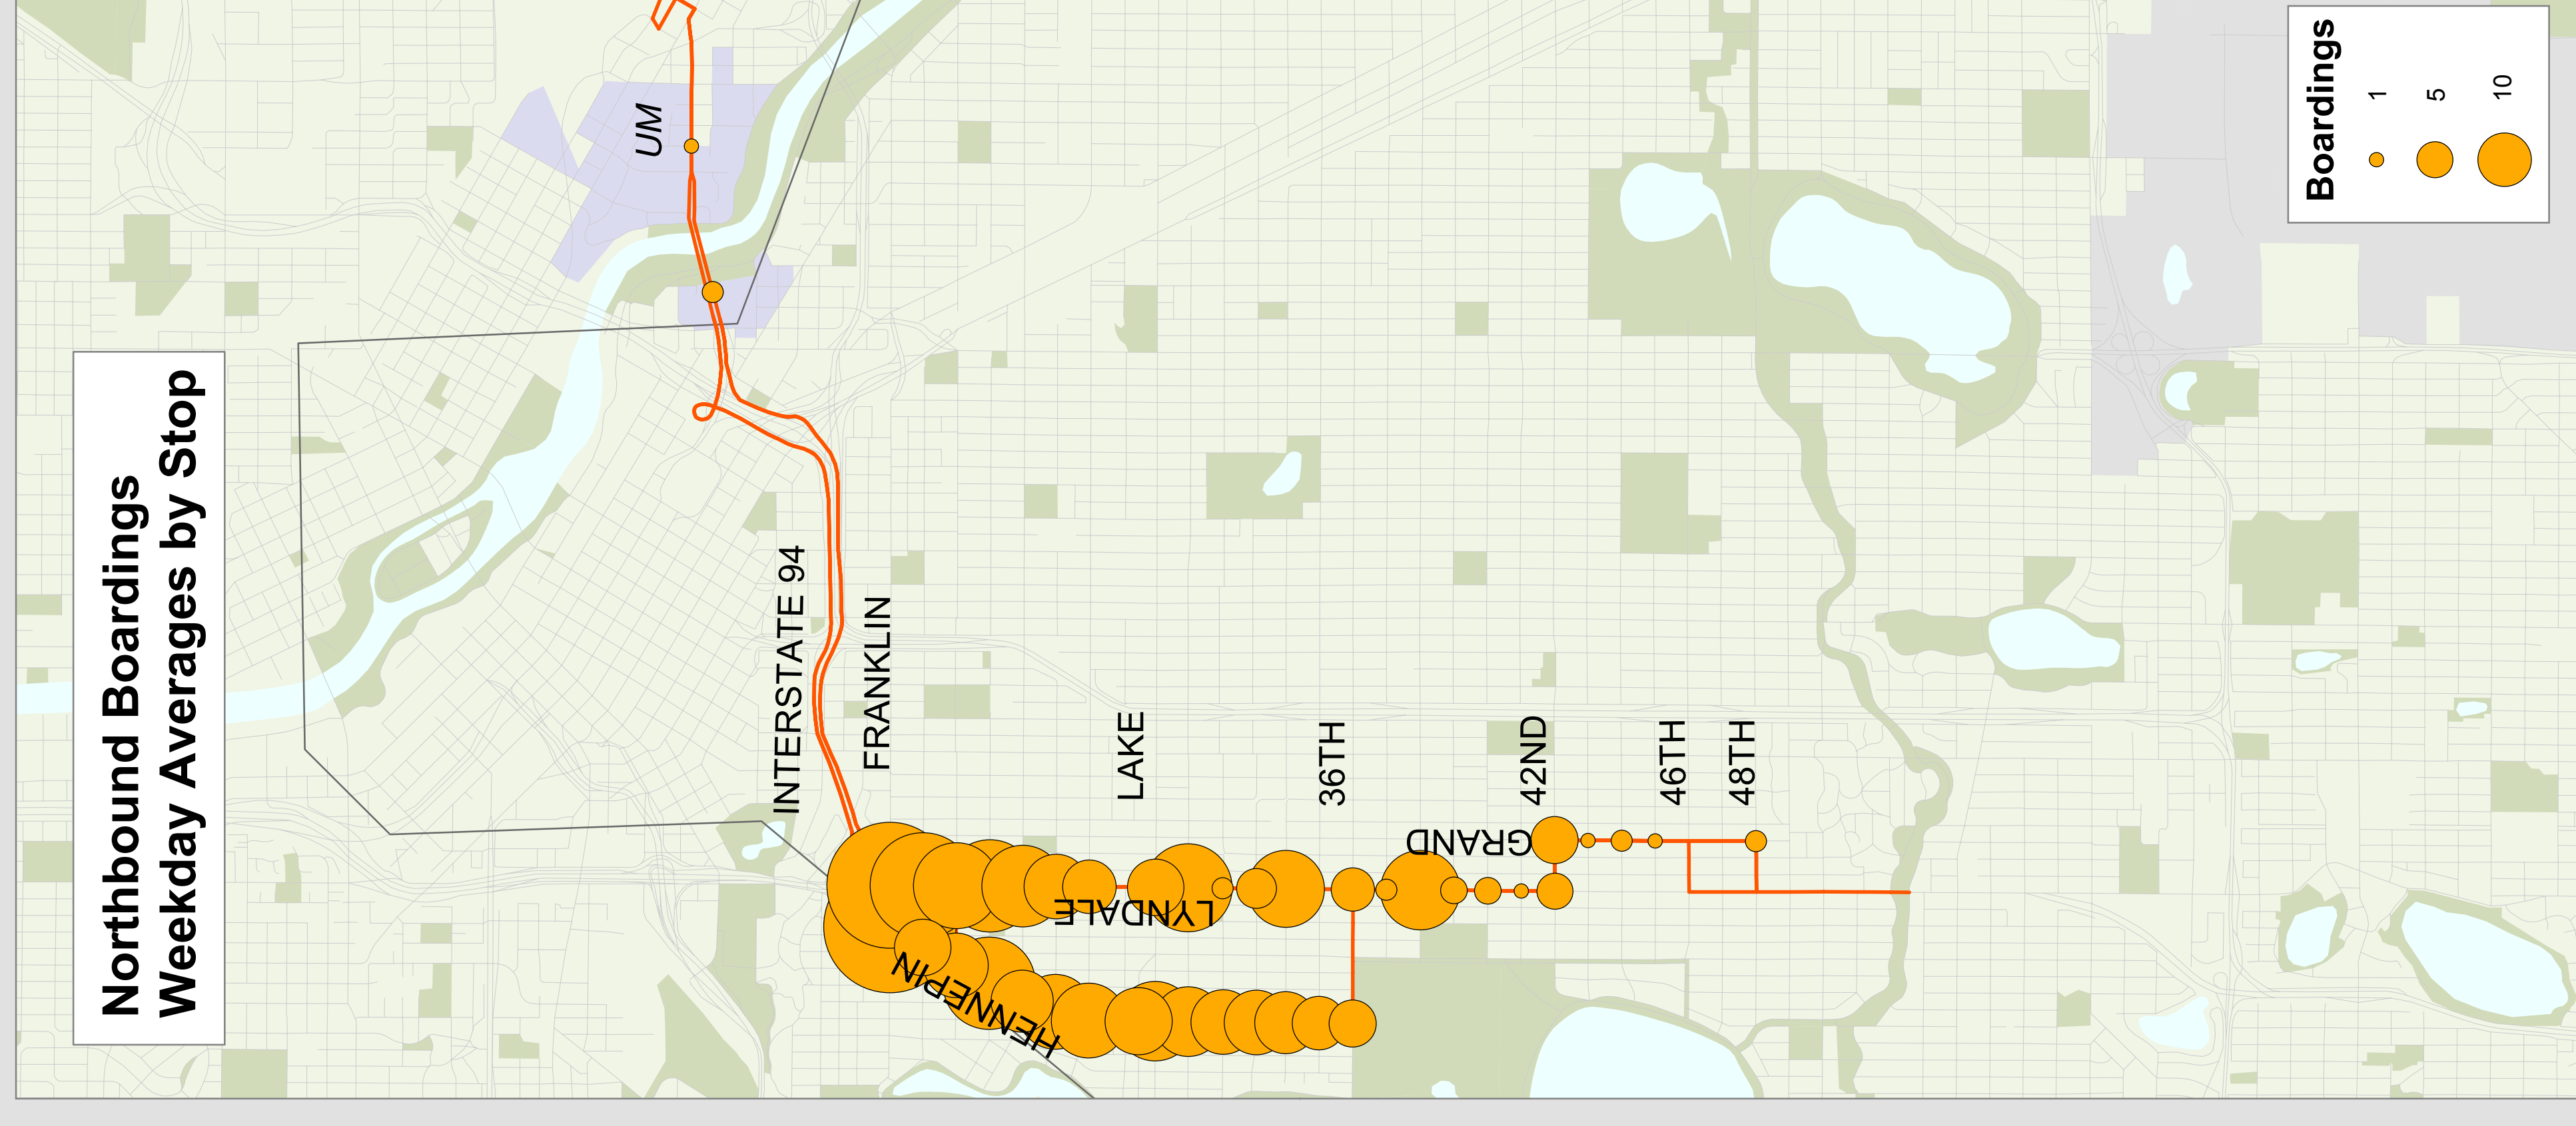 Northbound Boardings
Weekday Averages by Stop
UM
INTERSTATE 94
FRANKLIN
LAKE
36TH
42ND
46TH
48TH
GRAND
LYNDALE
HENNEPIN
Boardings
1
5
10